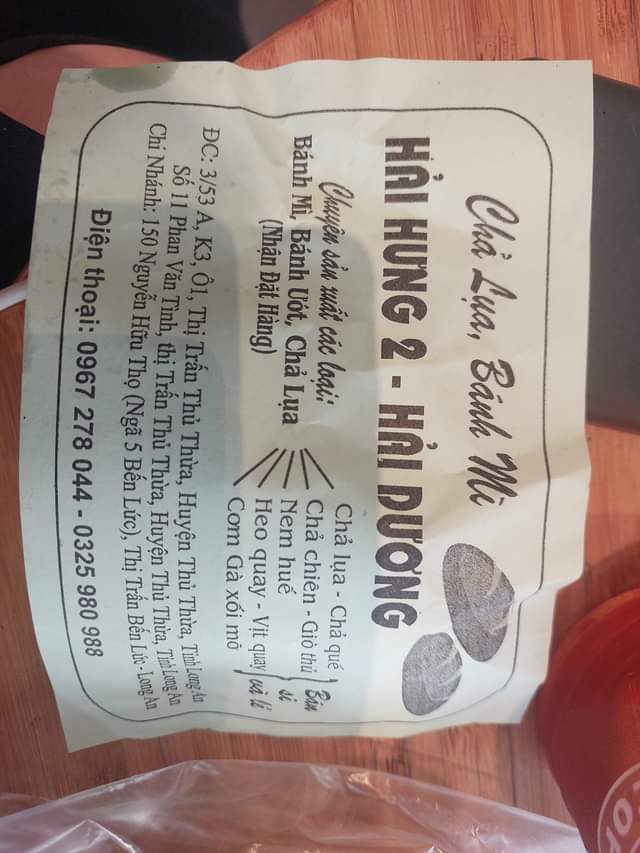 Chả Lụa, Bánh Mì
HẢI HƯNG 2 - HẢI DƯƠNG
Chuyên sản xuất các loại:
Bánh Mì, Bánh Ướt, Chả Lụa
(Nhận Đặt Hàng)
Chả lụa - Chả quế
Chả chiên - Giò thủ
Nem huế
Heo quay - Vịt quay
Cơm Gà xối mỡ
Bán
sỉ
và lẻ
ĐC: 3/53 A, K3, Ô1, Thị Trấn Thủ Thừa, Huyện Thủ Thừa, Tỉnh Long An
Số 11 Phan Văn Tình, thị Trấn Thủ Thừa, Huyện Thủ Thừa, Tỉnh Long An
Chi Nhánh: 150 Nguyễn Hữu Thọ (Ngã 5 Bến Lức), Thị Trấn Bến Lức - Long An
Điện thoại: 0967 278 044 - 0325 980 988